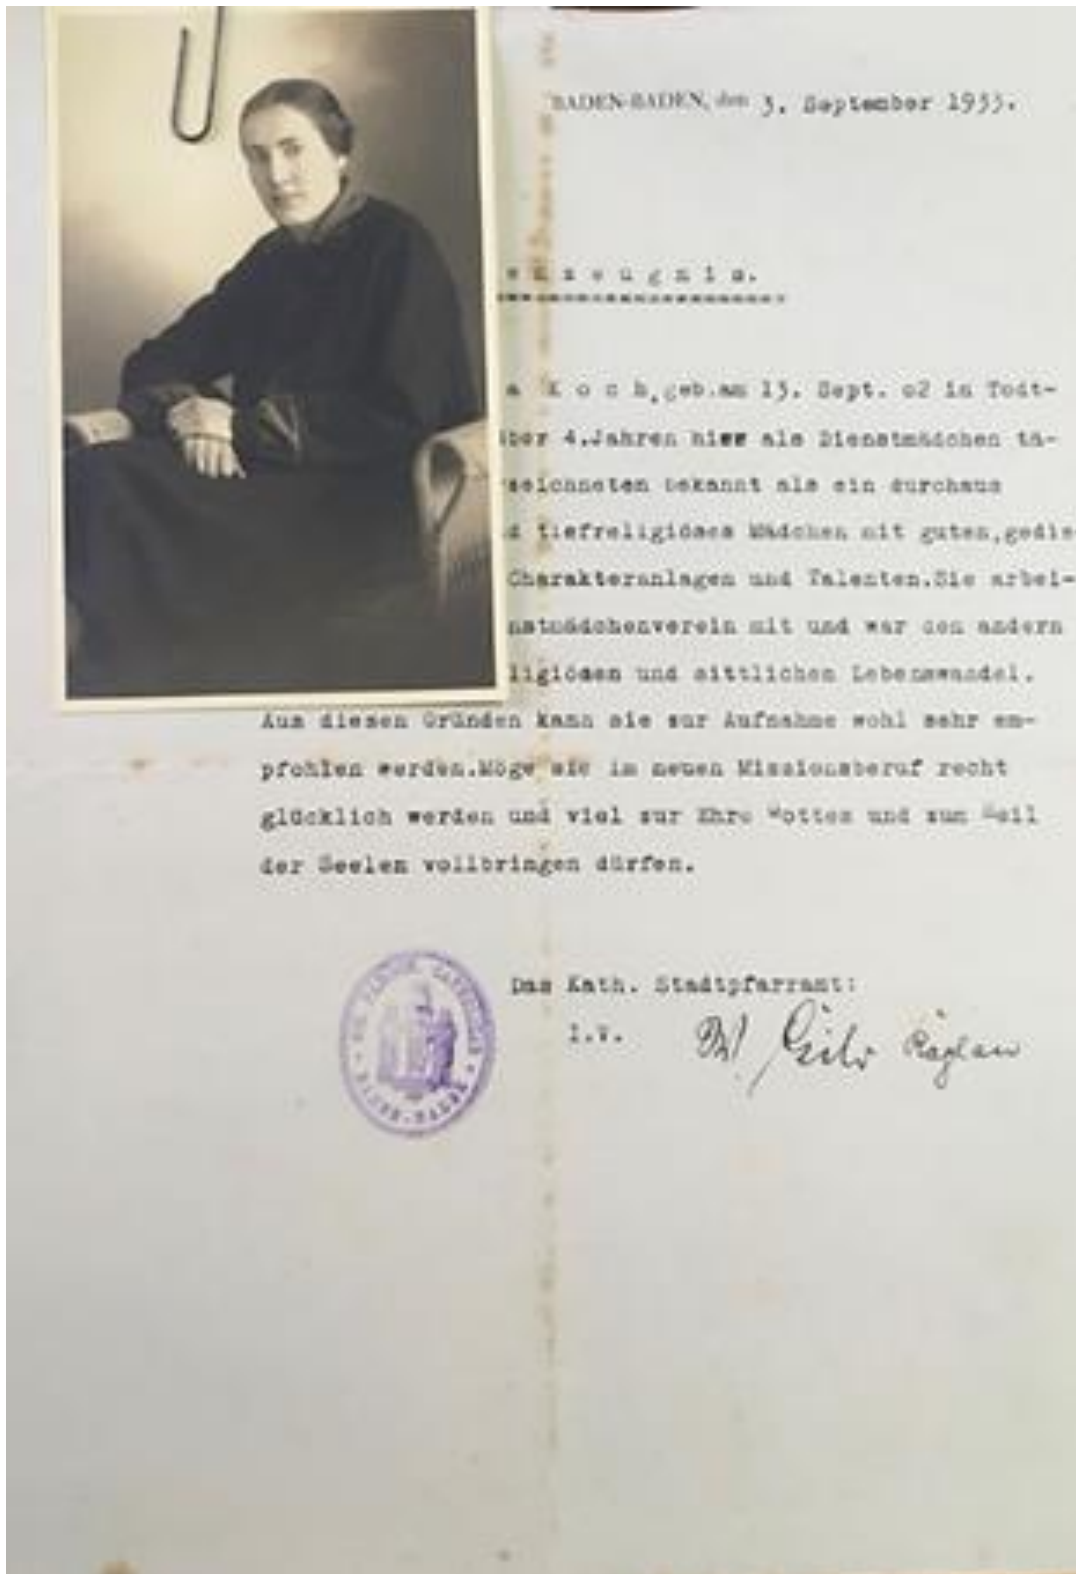 BADEN-BADEN, den 3. September 1933.
e n z e u g n i s.
a K o c h, geb.am 13. Sept. 02 in Todt-
über 4.Jahren hier als Dienstmädchen tä-
zeichneten bekannt als ein durchaus
d tiefreligiöses Mädchen mit guten,gedie-
Charakteranlagen und Talenten.Sie arbei-
nstmädchenverein mit und war den andern
ligiösen und sittlichen Lebenswandel.
Aus diesen Gründen kann sie zur Aufnahme wohl sehr em-
pfohlen werden.Möge sie im neuen Missionsberuf recht
glücklich werden und viel zur Ehre Gottes und zum Heil
der Seelen vollbringen dürfen.
Das Kath. Stadtpfarramt:
I.V.
Kaplan
BADEN-BADEN